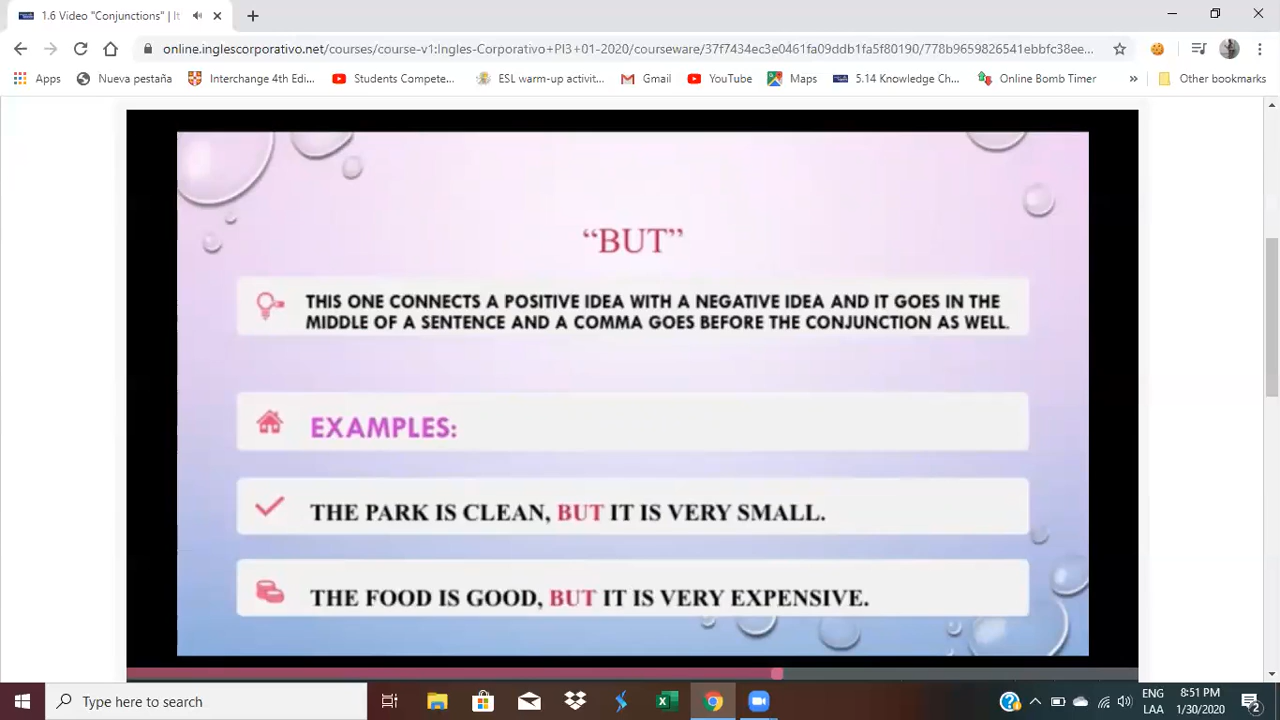 1.6 Video "Conjunctions" | It
online.inglescorporativo.net/courses/course-v1:Ingles-Corporativo+PI3+01-2020/courseware/37f7434ec3e0461fa09ddb1fa5f80190/778b9659826541ebbfc38ee...
Apps Nueva pestaña Interchange 4th Edi... Students Compete... ESL warm-up activit... Gmail YouTube Maps 5.14 Knowledge Ch... Online Bomb Timer » Other bookmarks
“BUT”
THIS ONE CONNECTS A POSITIVE IDEA WITH A NEGATIVE IDEA AND IT GOES IN THE
MIDDLE OF A SENTENCE AND A COMMA GOES BEFORE THE CONJUNCTION AS WELL.
EXAMPLES:
THE PARK IS CLEAN, BUT IT IS VERY SMALL.
THE FOOD IS GOOD, BUT IT IS VERY EXPENSIVE.
Type here to search
ENG 8:51 PM
LAA 1/30/2020 2